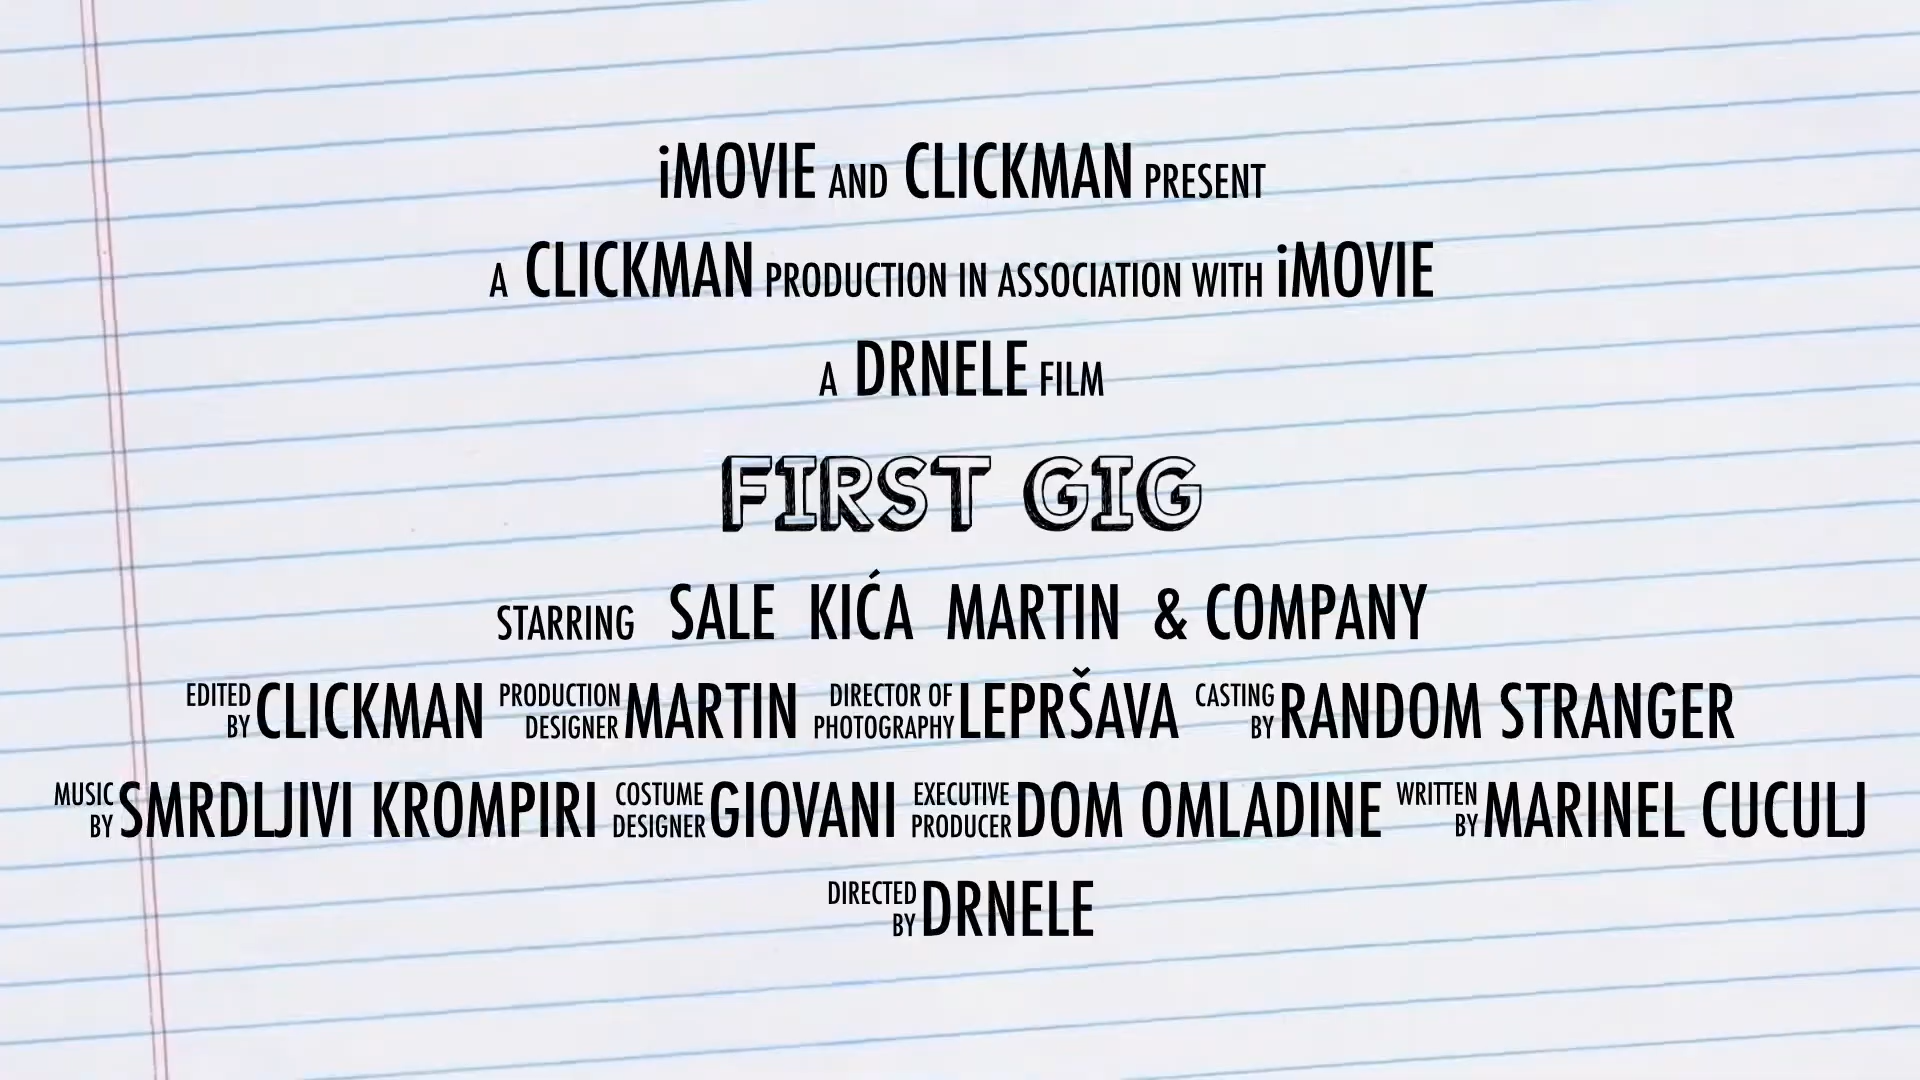 iMOVIE AND CLICKMAN PRESENT
A CLICKMAN PRODUCTION IN ASSOCIATION WITH iMOVIE
A DRNELE FILM
FIRST GIG
STARRING SALE KIĆA MARTIN & COMPANY
EDITED BY CLICKMAN PRODUCTION DESIGNER MARTIN DIRECTOR OF PHOTOGRAPHY LEPRŠAVA CASTING BY RANDOM STRANGER
MUSIC BY SMRDLJIVI KROMPIRI COSTUME DESIGNER GIOVANI EXECUTIVE PRODUCER DOM OMLADINE WRITTEN BY MARINEL CUCULJ
DIRECTED BY DRNELE